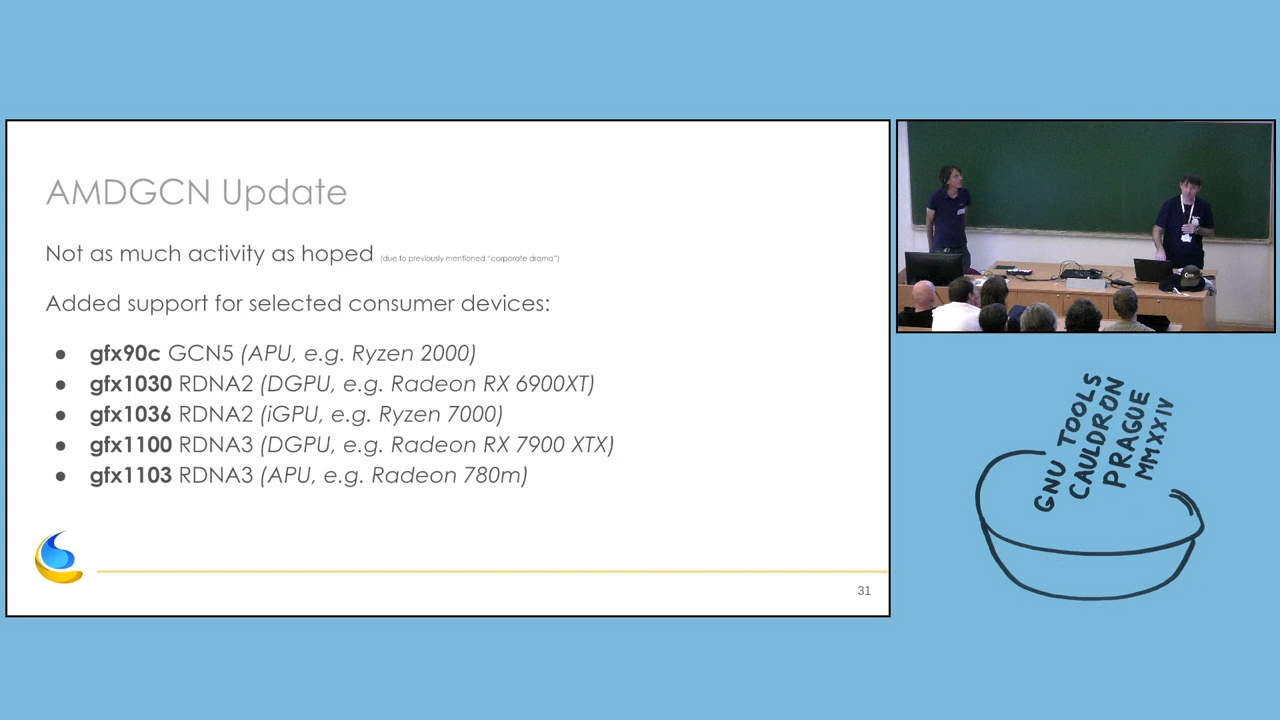 AMDGCN Update
Not as much activity as hoped (due to previously mentioned "corporate drama")
Added support for selected consumer devices:
● gfx90c GCN5 (APU, e.g. Ryzen 2000)
● gfx1030 RDNA2 (DGPU, e.g. Radeon RX 6900XT)
● gfx1036 RDNA2 (iGPU, e.g. Ryzen 7000)
● gfx1100 RDNA3 (DGPU, e.g. Radeon RX 7900 XTX)
● gfx1103 RDNA3 (APU, e.g. Radeon 780m)
31
GNU TOOLS
CAULDRON
PRAGUE
MMXXIV